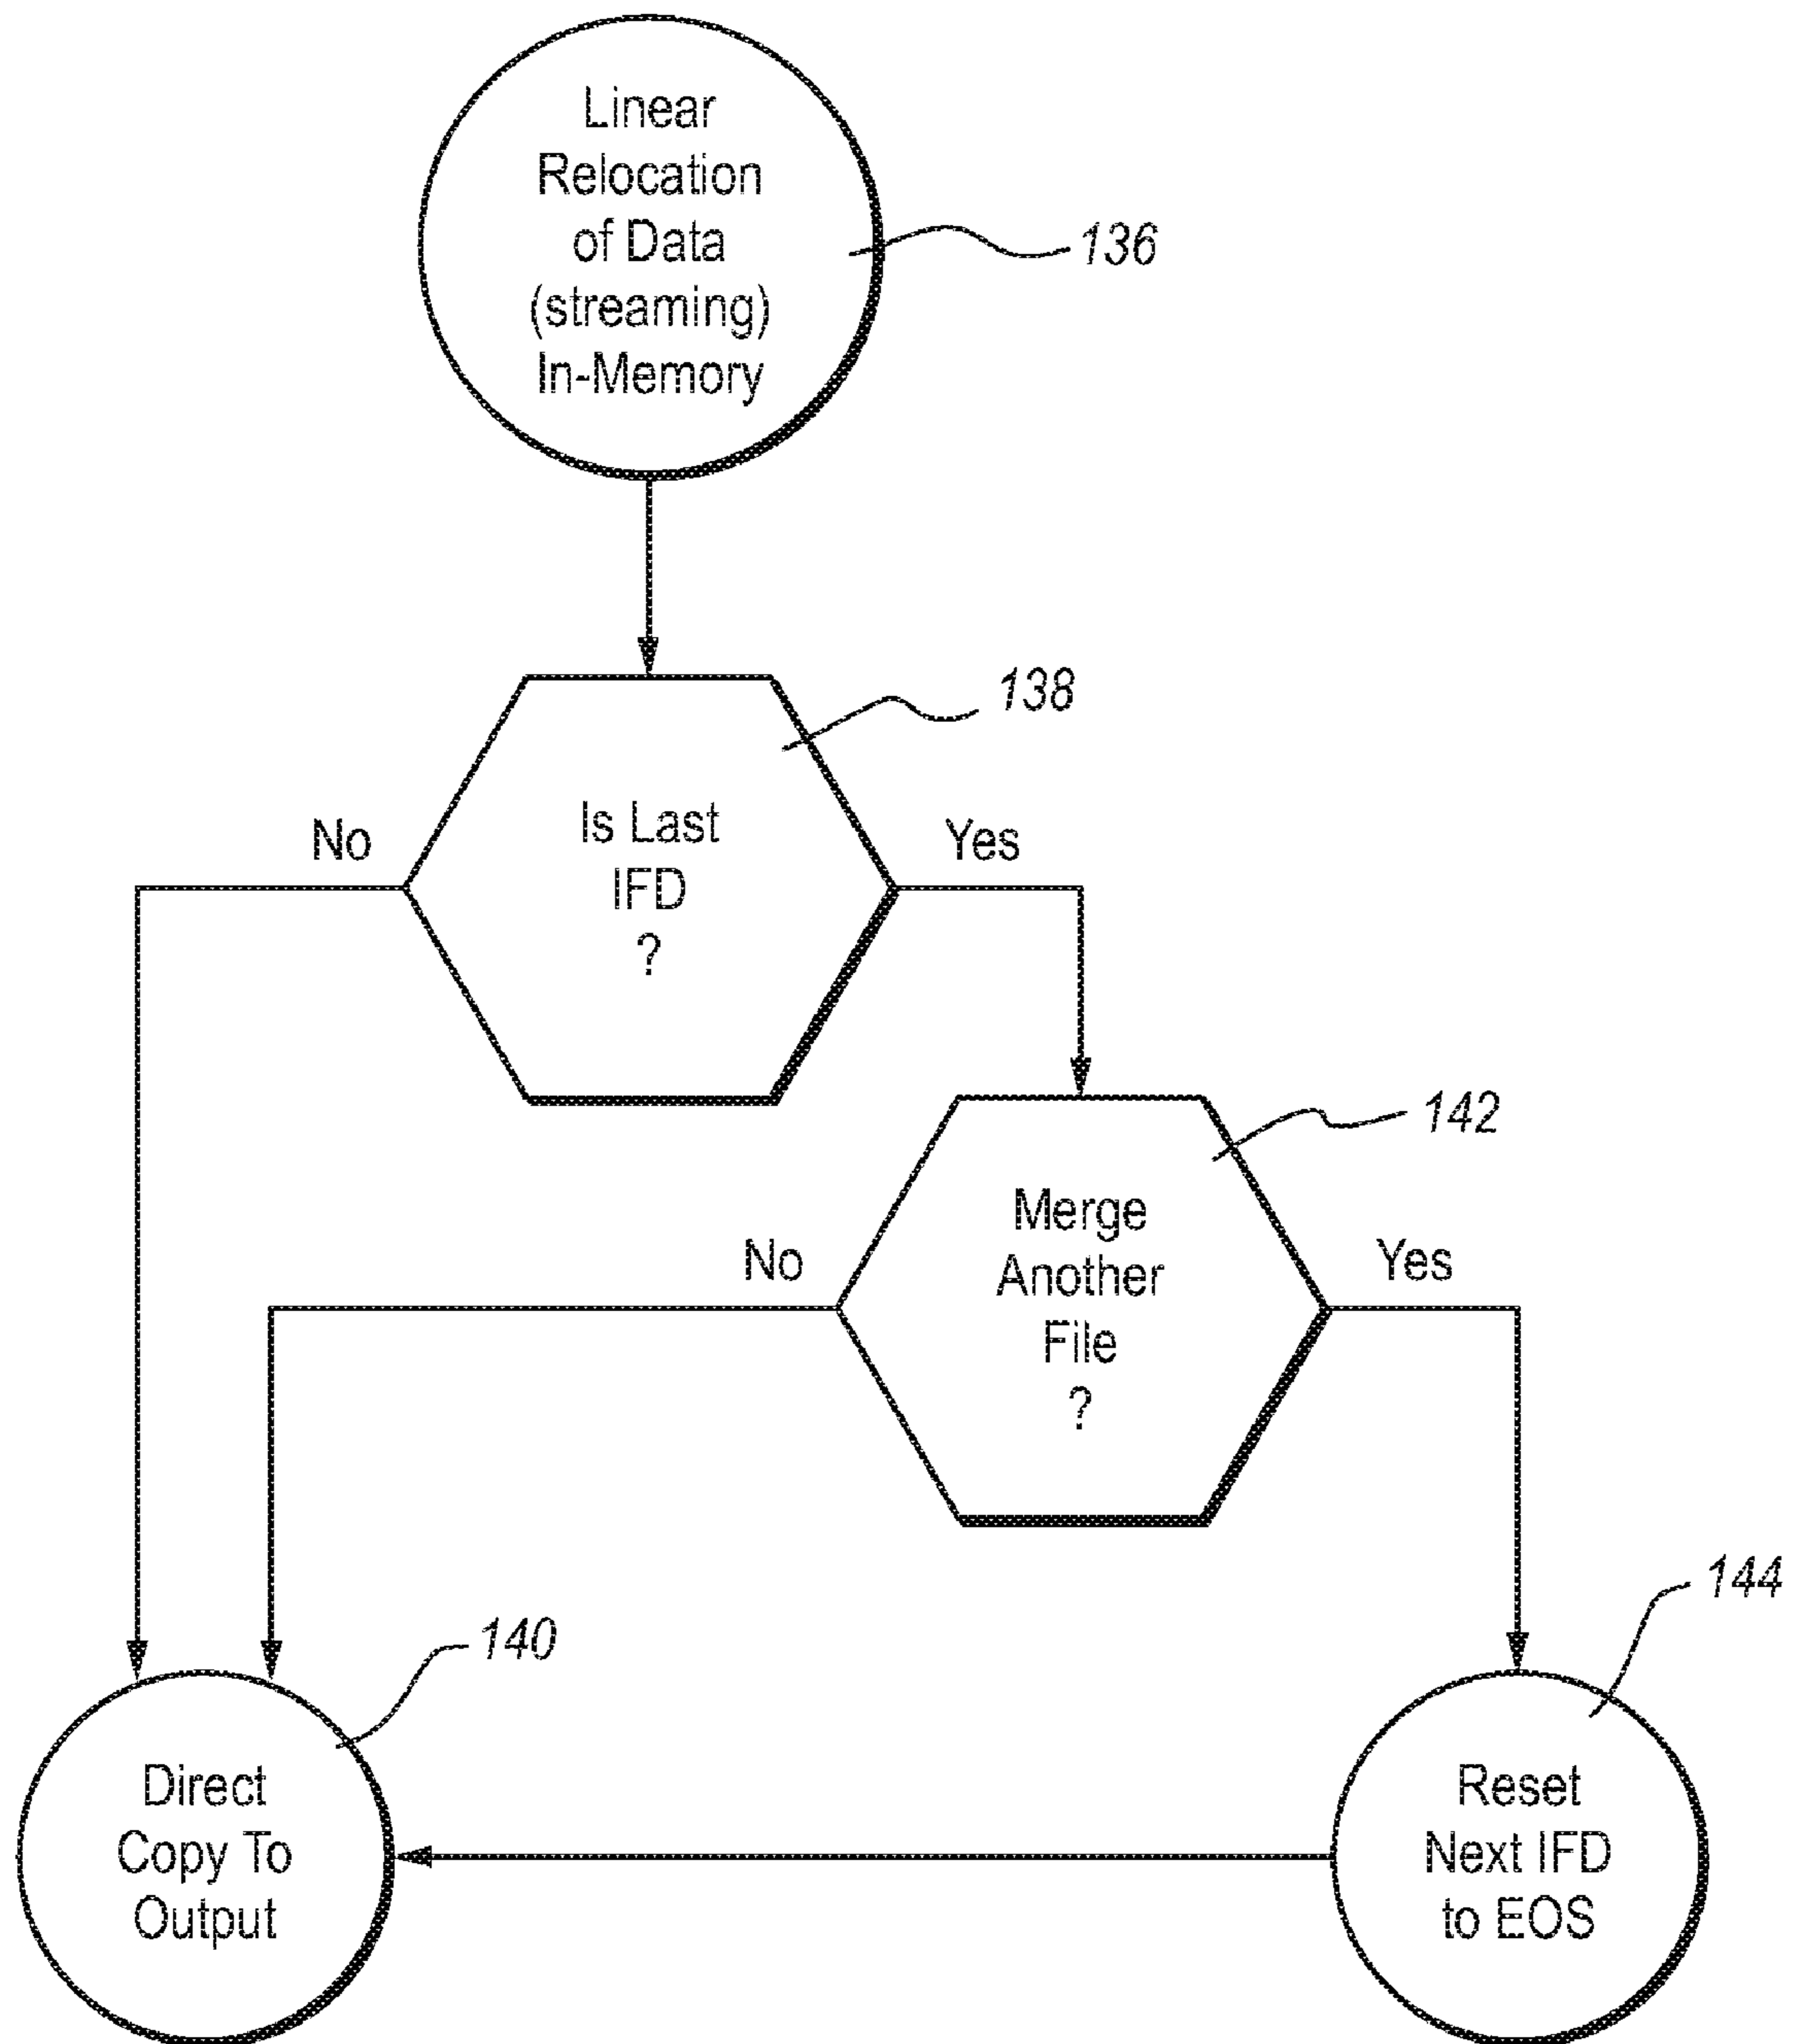 Linear
Relocation
of Data
(streaming)
In-Memory
136
138
Is Last
IFD
?
No
Yes
142
Merge
Another
File
?
No
Yes
140
144
Direct
Copy To
Output
Reset
Next IFD
to EOS